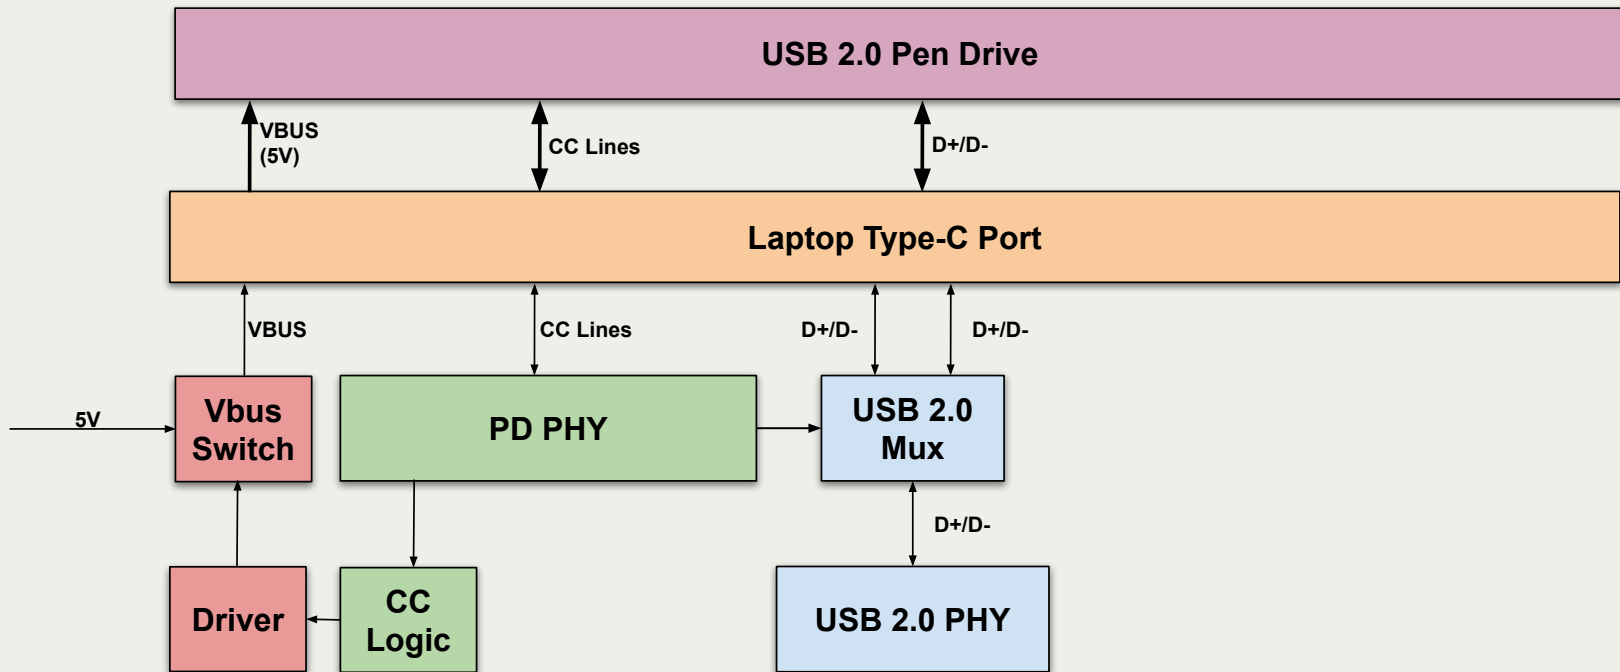 USB 2.0 Pen Drive
VBUS
(5V)
CC Lines
D+/D-
Laptop Type-C Port
VBUS
CC Lines
D+/D-
D+/D-
5V
Vbus
Switch
PD PHY
USB 2.0
Mux
D+/D-
Driver
CC
Logic
USB 2.0 PHY